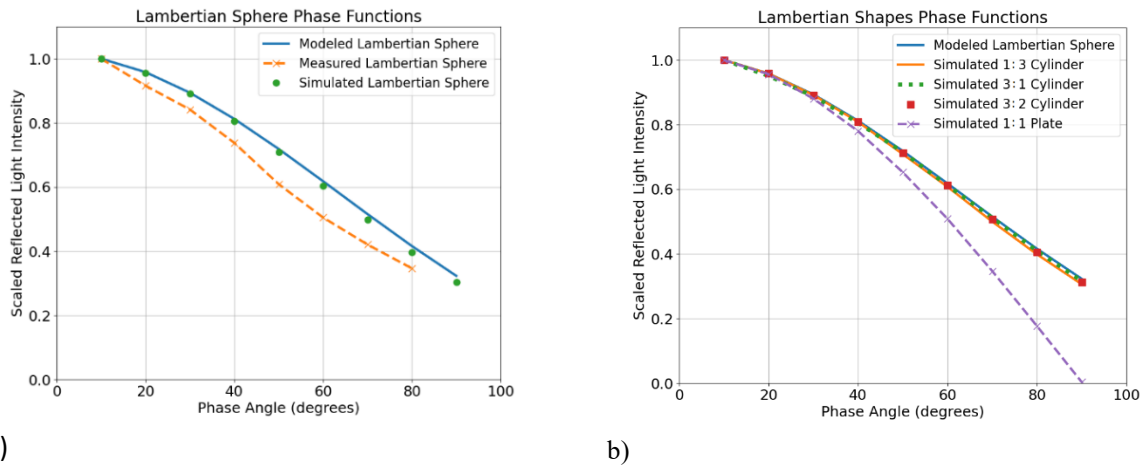 Lambertian Sphere Phase Functions
Modeled Lambertian Sphere
Measured Lambertian Sphere
Simulated Lambertian Sphere
Scaled Reflected Light Intensity
1.0
0.8
0.6
0.4
0.2
0.0
0
20
40
60
80
100
Phase Angle (degrees)
)
Lambertian Shapes Phase Functions
Modeled Lambertian Sphere
Simulated 1:3 Cylinder
Simulated 3:1 Cylinder
Simulated 3:2 Cylinder
Simulated 1:1 Plate
Scaled Reflected Light Intensity
1.0
0.8
0.6
0.4
0.2
0.0
0
20
40
60
80
100
Phase Angle (degrees)
b)